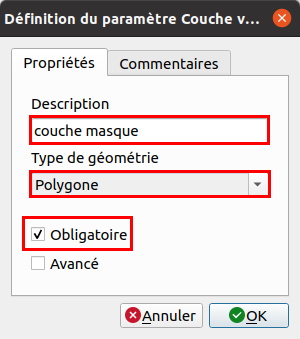 Définition du paramètre Couche v...
Propriétés
Commentaires
Description
couche masque
Type de géométrie
Polygone
Obligatoire
Avancé
Annuler
OK